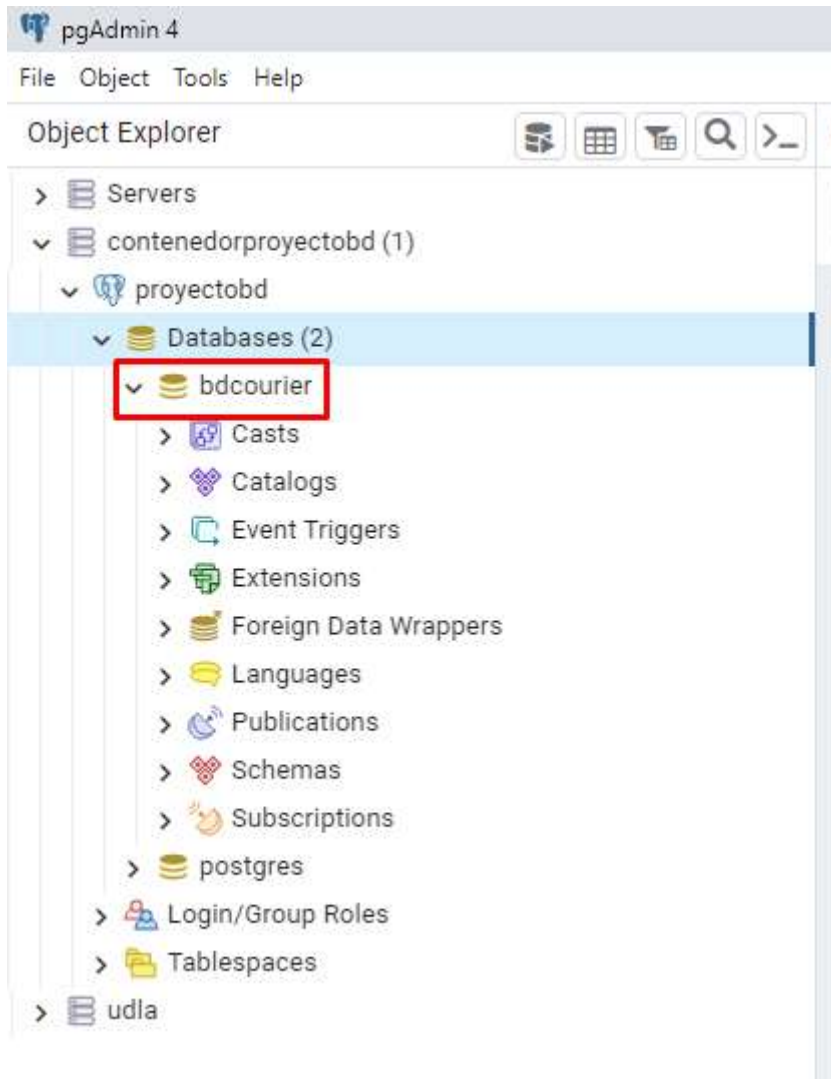 pgAdmin 4
File Object Tools Help
Object Explorer
Servers
contenedorproyectobd (1)
proyectobd
Databases (2)
bdcourier
Casts
Catalogs
Event Triggers
Extensions
Foreign Data Wrappers
Languages
Publications
Schemas
Subscriptions
postgres
Login/Group Roles
Tablespaces
udla